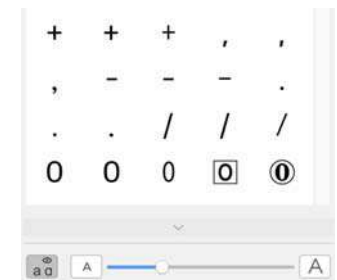 + + + , ,
, - - - .
. . / / /
0 0 0 0 0
a a A A